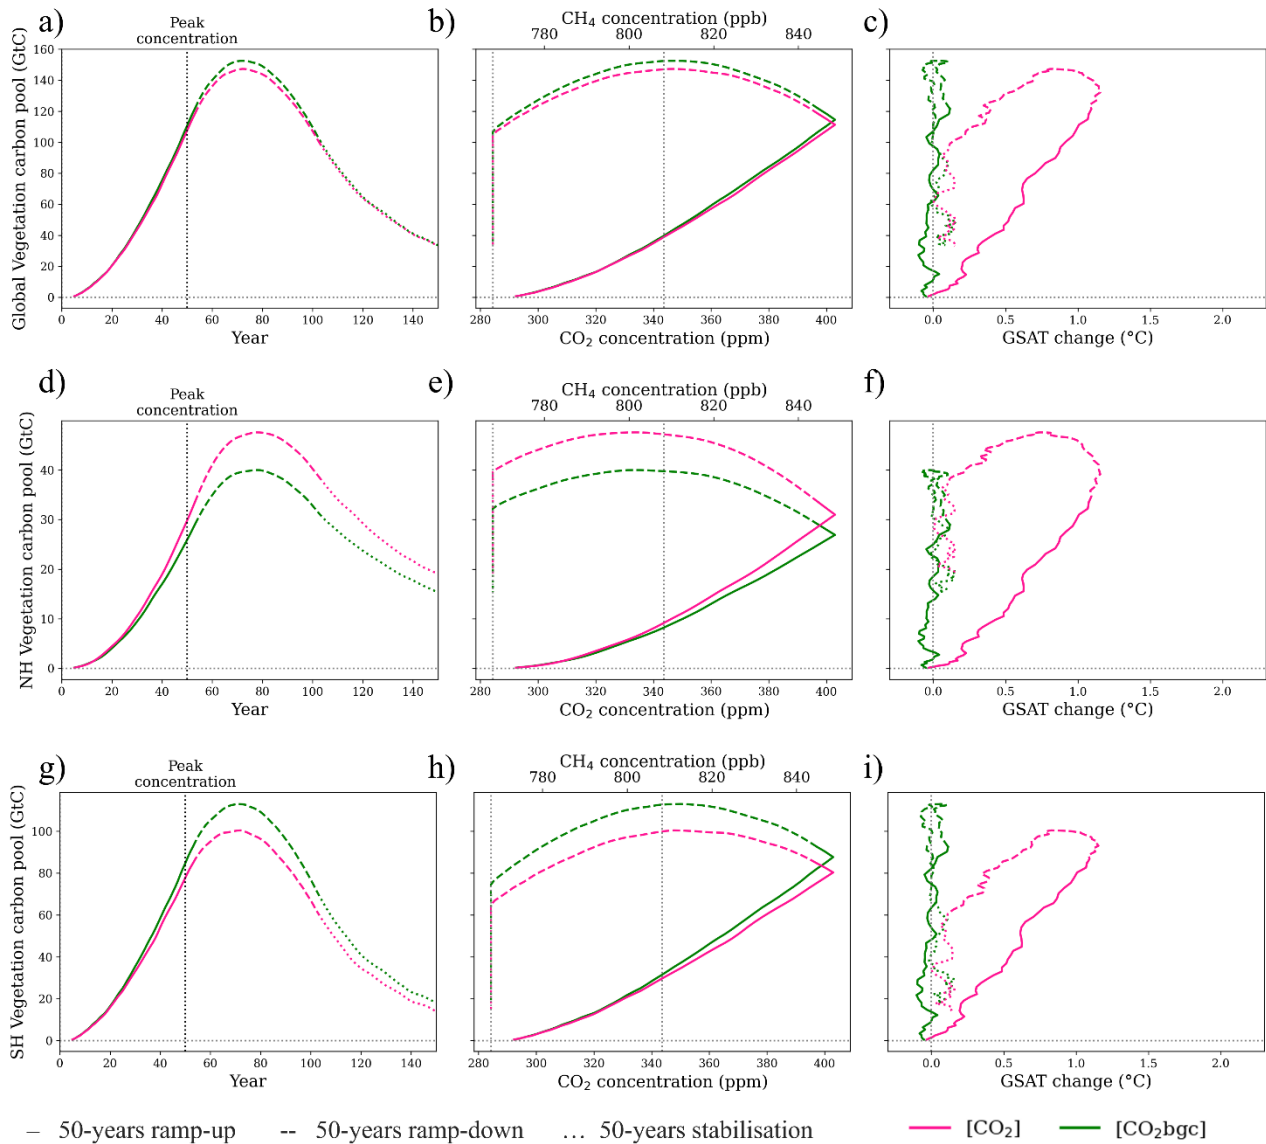 a)
Peak
concentration
Global Vegetation carbon pool (GtC)
160
140
120
100
80
60
40
20
0
0 20 40 60 80 100 120 140
Year
b)
CH₄ concentration (ppb)
780 800 820 840
280 300 320 340 360 380 400
CO₂ concentration (ppm)
c)
0.0 0.5 1.0 1.5 2.0
GSAT change (°C)
d)
Peak
concentration
NH Vegetation carbon pool (GtC)
40
30
20
10
0
0 20 40 60 80 100 120 140
Year
e)
CH₄ concentration (ppb)
780 800 820 840
280 300 320 340 360 380 400
CO₂ concentration (ppm)
f)
0.0 0.5 1.0 1.5 2.0
GSAT change (°C)
g)
Peak
concentration
SH Vegetation carbon pool (GtC)
100
80
60
40
20
0
0 20 40 60 80 100 120 140
Year
h)
CH₄ concentration (ppb)
780 800 820 840
280 300 320 340 360 380 400
CO₂ concentration (ppm)
i)
0.0 0.5 1.0 1.5 2.0
GSAT change (°C)
– 50-years ramp-up -- 50-years ramp-down … 50-years stabilisation [CO₂] [CO₂bgc]